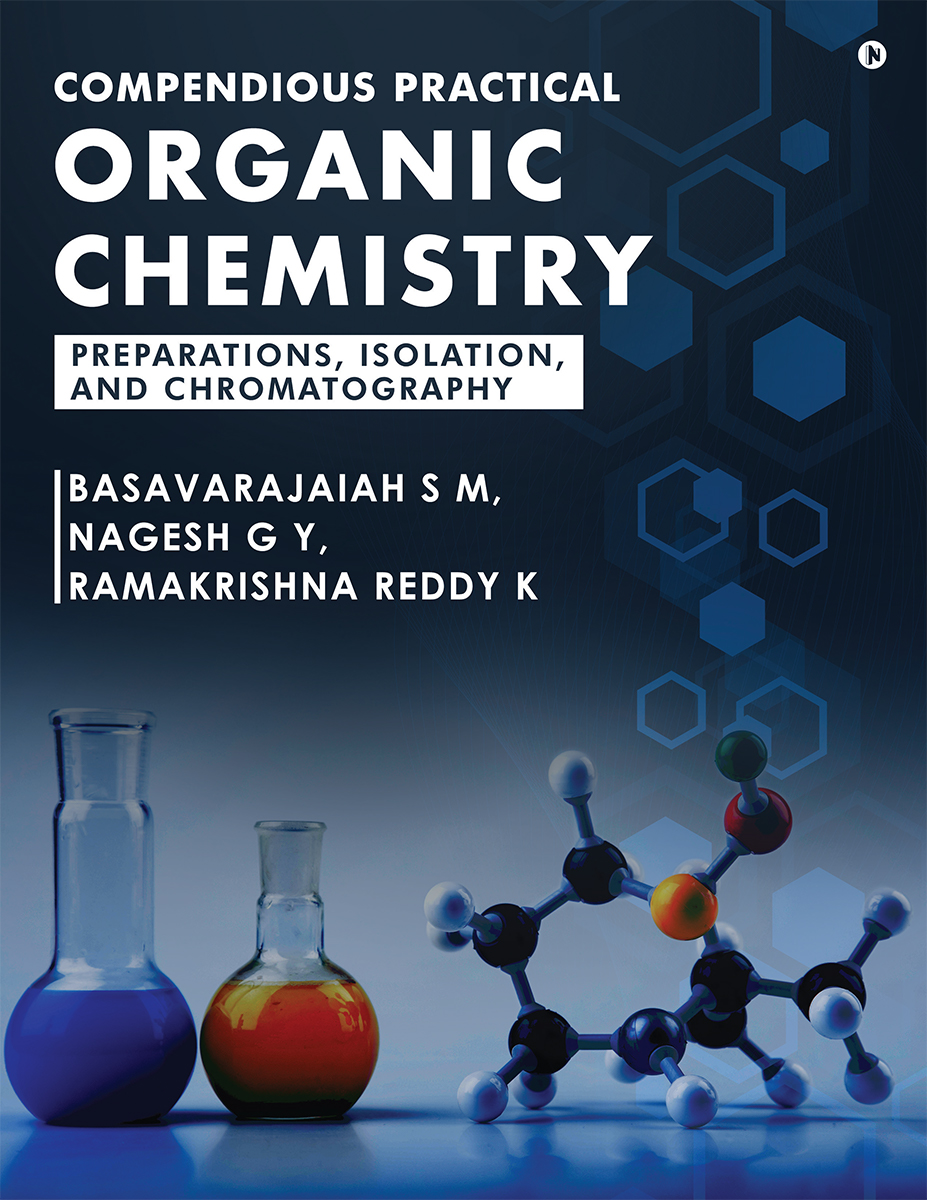 COMPENDIOUS PRACTICAL
ORGANIC
CHEMISTRY
PREPARATIONS, ISOLATION,
AND CHROMATOGRAPHY
BASAVARAJAIAH S M,
NAGESH G Y,
RAMAKRISHNA REDDY K
N